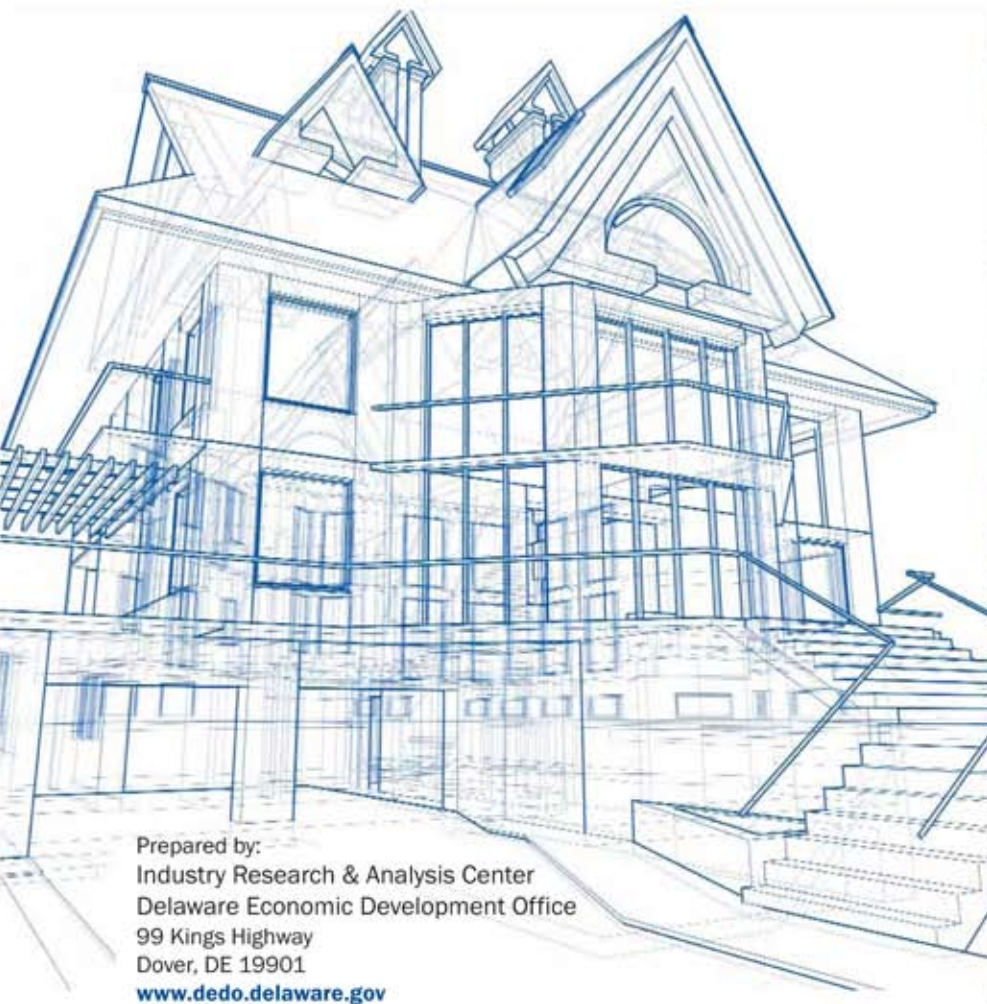 Prepared by:
Industry Research & Analysis Center
Delaware Economic Development Office
99 Kings Highway
Dover, DE 19901
www.dedo.delaware.gov